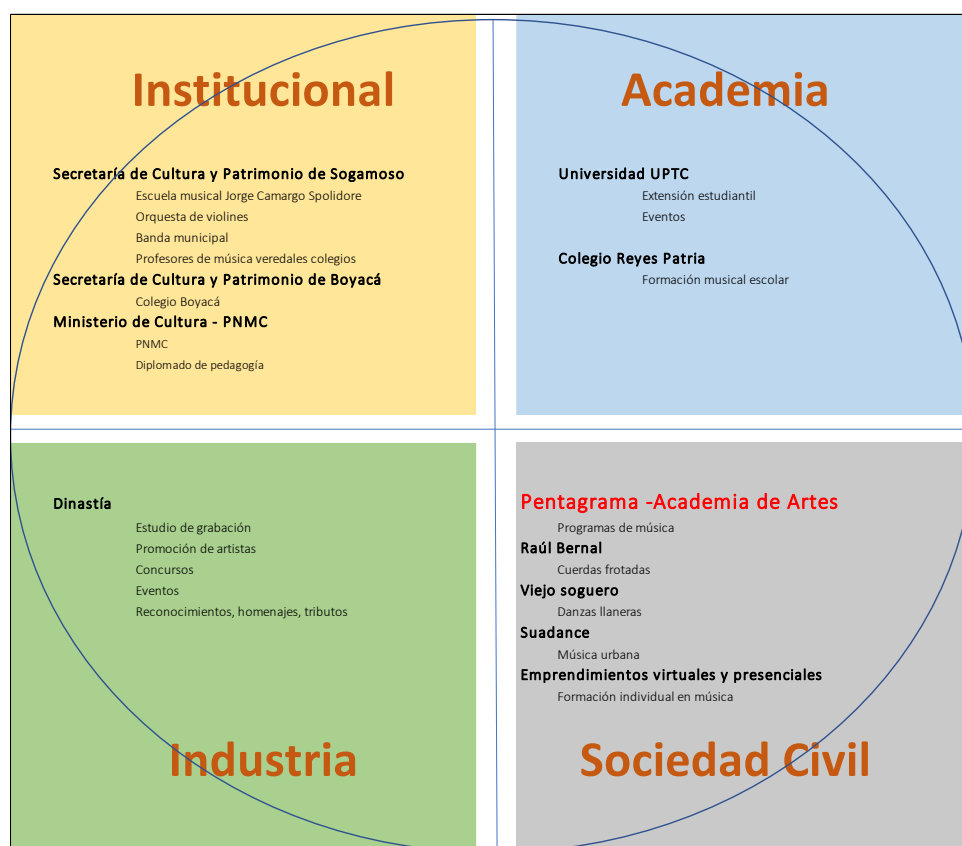 Institucional
Secretaría de Cultura y Patrimonio de Sogamoso
Escuela musical Jorge Camargo Spolidore
Orquesta de violines
Banda municipal
Profesores de música veredales colegios
Secretaría de Cultura y Patrimonio de Boyacá
Colegio Boyacá
Ministerio de Cultura - PNMC
PNMC
Diplomado de pedagogía
Academia
Universidad UPTC
Extensión estudiantil
Eventos
Colegio Reyes Patria
Formación musical escolar
Dinastía
Estudio de grabación
Promoción de artistas
Concursos
Eventos
Reconocimientos, homenajes, tributos
Industria
Pentagrama -Academia de Artes
Programas de música
Raúl Bernal
Cuerdas frotadas
Viejo soguero
Danzas llaneras
Suadance
Música urbana
Emprendimientos virtuales y presenciales
Formación individual en música
Sociedad Civil